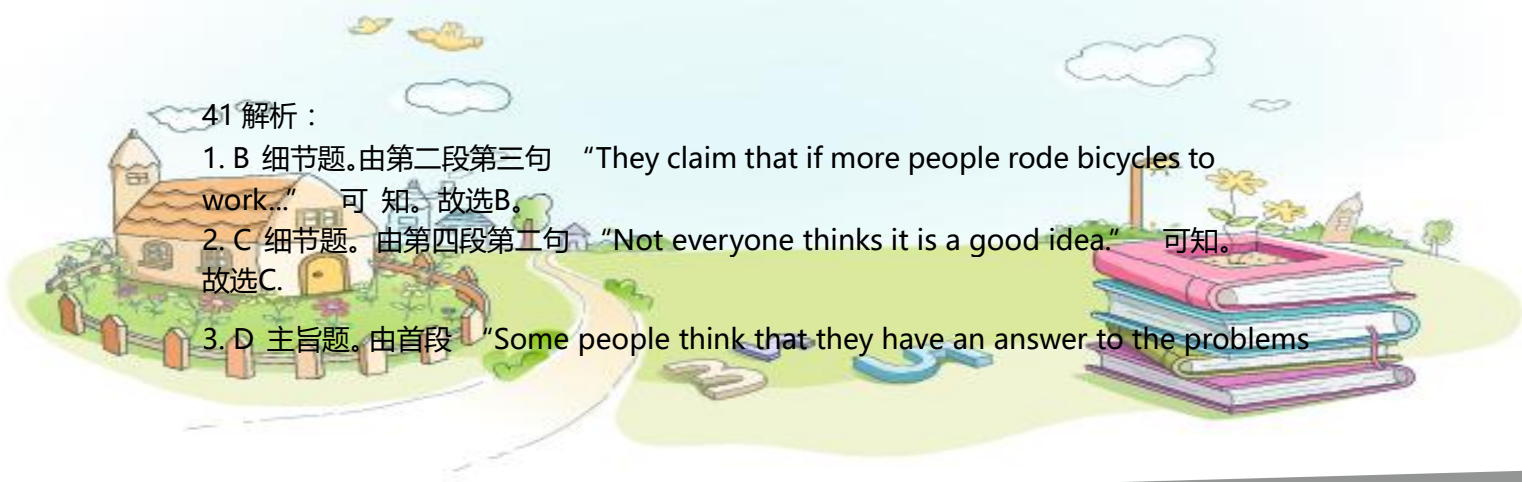 41 解析：
1. B 细节题。由第二段第三句 “They claim that if more people rode bicycles to
work...” 可 知。故选B。
2. C 细节题。由第四段第二句 “Not everyone thinks it is a good idea.” 可知。
故选C.
3. D 主旨题。由首段 “Some people think that they have an answer to the problems